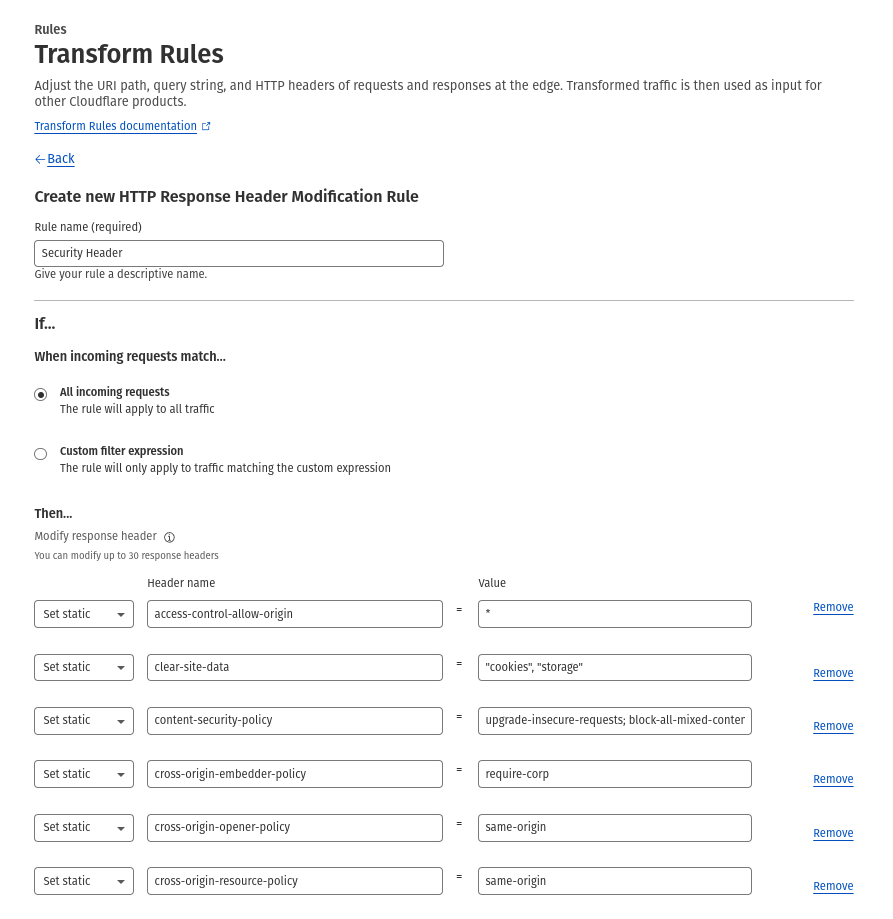 Rules
Transform Rules
Adjust the URI path, query string, and HTTP headers of requests and responses at the edge. Transformed traffic is then used as input for
other Cloudflare products.
Transform Rules documentation
Back
Create new HTTP Response Header Modification Rule
Rule name (required)
Security Header
Give your rule a descriptive name.
If...
When incoming requests match...
All incoming requests
The rule will apply to all traffic
Custom filter expression
The rule will only apply to traffic matching the custom expression
Then...
Modify response header
You can modify up to 30 response headers
Header name Value
Set static access-control-allow-origin = * Remove
Set static clear-site-data = "cookies", "storage" Remove
Set static content-security-policy = upgrade-insecure-requests; block-all-mixed-conter Remove
Set static cross-origin-embedder-policy = require-corp Remove
Set static cross-origin-opener-policy = same-origin Remove
Set static cross-origin-resource-policy = same-origin Remove